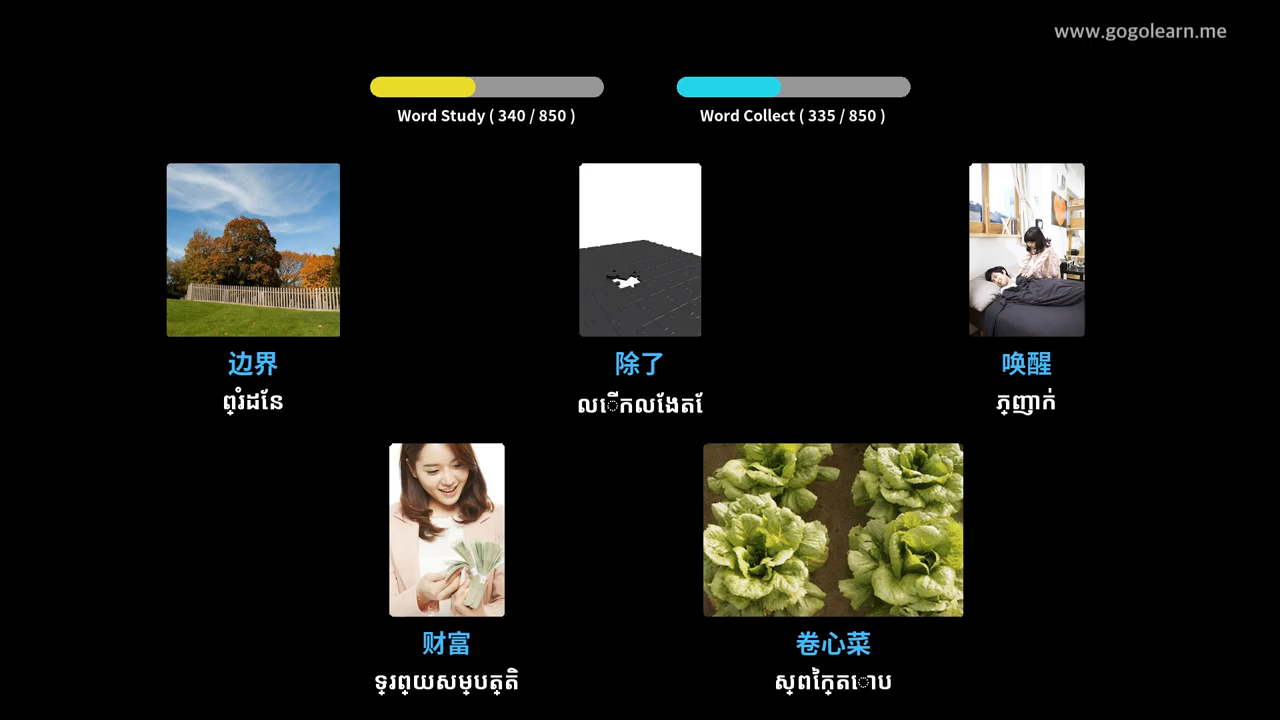 www.gogolearn.me
Word Study ( 340 / 850 )
Word Collect ( 335 / 850 )
边界
ព្រំដែន
除了
លើកលែងតែ
唤醒
ភ្ញាក់
财富
ទ្រព្យសម្បត្តិ
卷心菜
ស្ពៃក្តោប